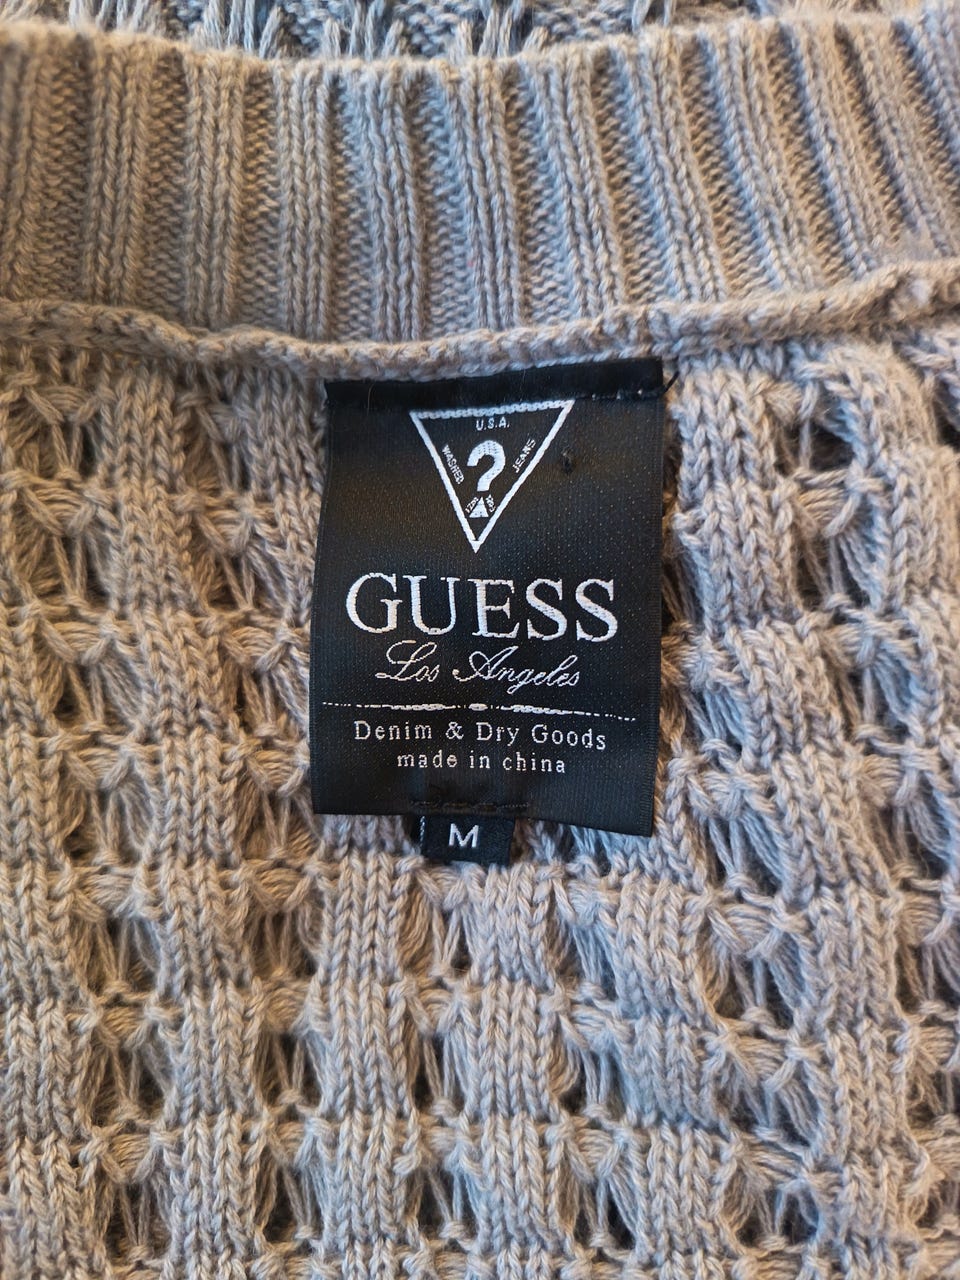 U.S.A.
WASHED
?
JEANS
GUESS
Los Angeles
Denim & Dry Goods
made in china
M